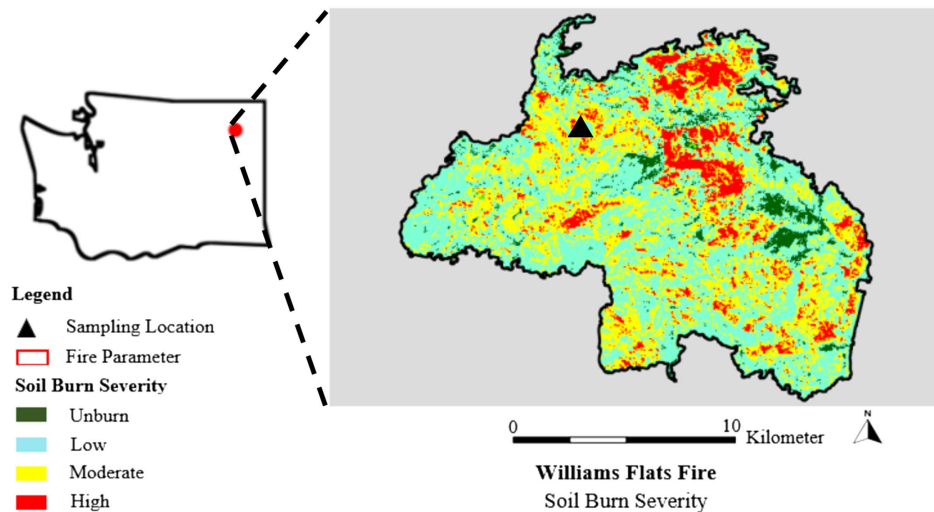 Legend
Sampling Location
Fire Parameter
Soil Burn Severity
Unburn
Low
Moderate
High
0 10 Kilometer
N
Williams Flats Fire
Soil Burn Severity